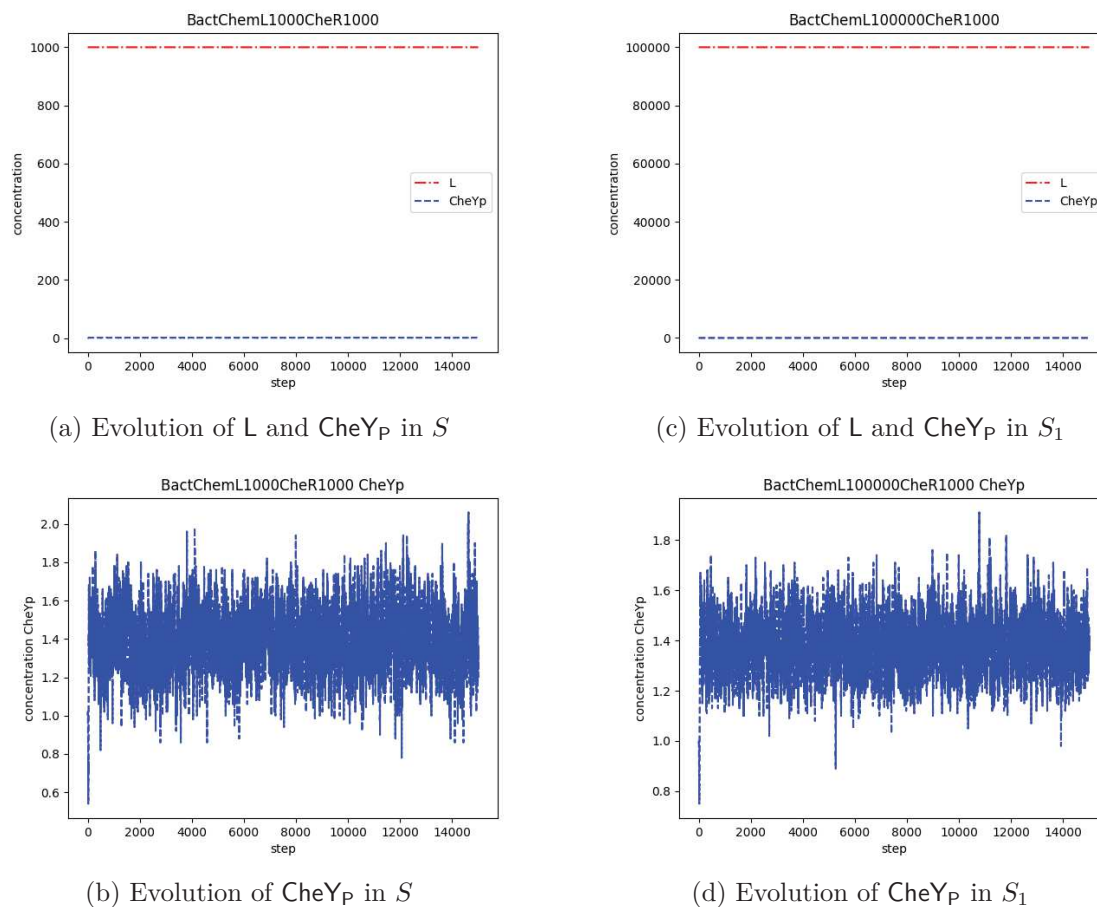 BactChemL1000CheR1000
1000
800
600
400
200
0
concentration
L
CheYp
0 2000 4000 6000 8000 10000 12000 14000
step
(a) Evolution of L and CheYP in S
BactChemL100000CheR1000
100000
80000
60000
40000
20000
0
concentration
L
CheYp
0 2000 4000 6000 8000 10000 12000 14000
step
(c) Evolution of L and CheYP in S1
BactChemL1000CheR1000 CheYp
2.0
1.8
1.6
1.4
1.2
1.0
0.8
0.6
concentration CheYp
0 2000 4000 6000 8000 10000 12000 14000
step
(b) Evolution of CheYP in S
BactChemL100000CheR1000 CheYp
1.8
1.6
1.4
1.2
1.0
0.8
concentration CheYp
0 2000 4000 6000 8000 10000 12000 14000
step
(d) Evolution of CheYP in S1